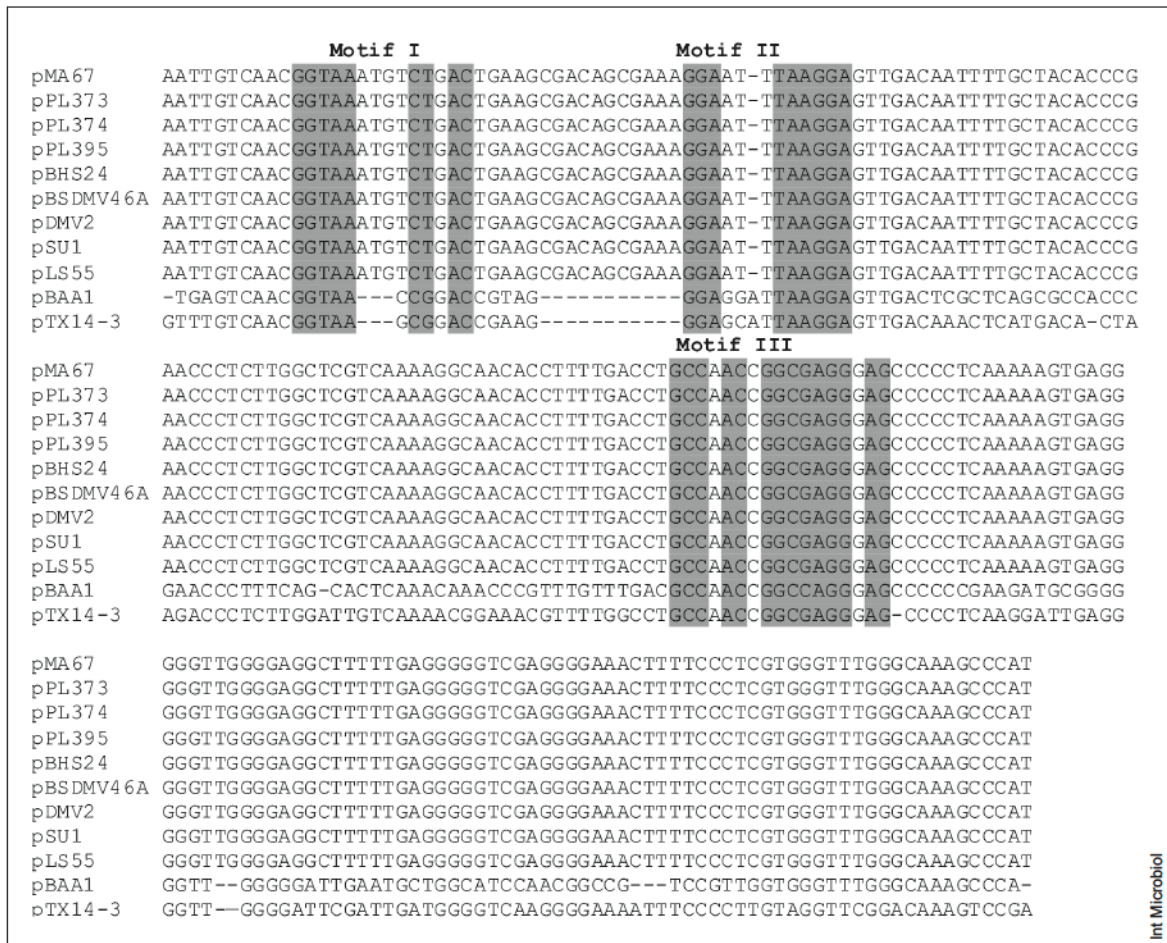 Motif I Motif II
pMA67 AATTGTCAACGGTAAATGTCTGACTGAAGCGACAGCGAAAGGAAT-TTAAGGAGTTGACAATTTTGCTACACCCG
pPL373 AATTGTCAACGGTAAATGTCTGACTGAAGCGACAGCGAAAGGAAT-TTAAGGAGTTGACAATTTTGCTACACCCG
pPL374 AATTGTCAACGGTAAATGTCTGACTGAAGCGACAGCGAAAGGAAT-TTAAGGAGTTGACAATTTTGCTACACCCG
pPL395 AATTGTCAACGGTAAATGTCTGACTGAAGCGACAGCGAAAGGAAT-TTAAGGAGTTGACAATTTTGCTACACCCG
pBHS24 AATTGTCAACGGTAAATGTCTGACTGAAGCGACAGCGAAAGGAAT-TTAAGGAGTTGACAATTTTGCTACACCCG
pBSDMV46A AATTGTCAACGGTAAATGTCTGACTGAAGCGACAGCGAAAGGAAT-TTAAGGAGTTGACAATTTTGCTACACCCG
pDMV2 AATTGTCAACGGTAAATGTCTGACTGAAGCGACAGCGAAAGGAAT-TTAAGGAGTTGACAATTTTGCTACACCCG
pSU1 AATTGTCAACGGTAAATGTCTGACTGAAGCGACAGCGAAAGGAAT-TTAAGGAGTTGACAATTTTGCTACACCCG
pLS55 AATTGTCAACGGTAAATGTCTGACTGAAGCGACAGCGAAAGGAAT-TTAAGGAGTTGACAATTTTGCTACACCCG
pBAA1 -TGAGTCAACGGTAA---CCGGACCGTAG-----------GGAGGATTAAGGAGTTGACTCGCTCAGCGCCACCC
pTX14-3 GTTTGTCAACGGTAA---GCGGACCGAAG-----------GGAGCATTAAGGAGTTGACAAACTCATGACA-CTA
Motif III
pMA67 AACCCTCTTGGCTCGTCAAAAGGCAACACCTTTTGACCTGCCAACCGGCGAGGGAGCCCCCTCAAAAAGTGAGG
pPL373 AACCCTCTTGGCTCGTCAAAAGGCAACACCTTTTGACCTGCCAACCGGCGAGGGAGCCCCCTCAAAAAGTGAGG
pPL374 AACCCTCTTGGCTCGTCAAAAGGCAACACCTTTTGACCTGCCAACCGGCGAGGGAGCCCCCTCAAAAAGTGAGG
pPL395 AACCCTCTTGGCTCGTCAAAAGGCAACACCTTTTGACCTGCCAACCGGCGAGGGAGCCCCCTCAAAAAGTGAGG
pBHS24 AACCCTCTTGGCTCGTCAAAAGGCAACACCTTTTGACCTGCCAACCGGCGAGGGAGCCCCCTCAAAAAGTGAGG
pBSDMV46A AACCCTCTTGGCTCGTCAAAAGGCAACACCTTTTGACCTGCCAACCGGCGAGGGAGCCCCCTCAAAAAGTGAGG
pDMV2 AACCCTCTTGGCTCGTCAAAAGGCAACACCTTTTGACCTGCCAACCGGCGAGGGAGCCCCCTCAAAAAGTGAGG
pSU1 AACCCTCTTGGCTCGTCAAAAGGCAACACCTTTTGACCTGCCAACCGGCGAGGGAGCCCCCTCAAAAAGTGAGG
pLS55 AACCCTCTTGGCTCGTCAAAAGGCAACACCTTTTGACCTGCCAACCGGCGAGGGAGCCCCCTCAAAAAGTGAGG
pBAA1 GAACCCTTTCAG-CACTCAAACAAACCCGTTTGTTTGACGCCAACCGGCCAGGGAGCCCCCCGAAGATGCGGGG
pTX14-3 AGACCCTCTTGGATTGTCAAAACGGAAACGTTTTGGCCTGCCAACCGGCGAGGGAG-CCCCTCAAGGATTGAGG
pMA67 GGGTTGGGGAGGCTTTTTGAGGGGGTCGAGGGGAAACTTTTCCCTCGTGGGTTTGGGCAAAGCCCAT
pPL373 GGGTTGGGGAGGCTTTTTGAGGGGGTCGAGGGGAAACTTTTCCCTCGTGGGTTTGGGCAAAGCCCAT
pPL374 GGGTTGGGGAGGCTTTTTGAGGGGGTCGAGGGGAAACTTTTCCCTCGTGGGTTTGGGCAAAGCCCAT
pPL395 GGGTTGGGGAGGCTTTTTGAGGGGGTCGAGGGGAAACTTTTCCCTCGTGGGTTTGGGCAAAGCCCAT
pBHS24 GGGTTGGGGAGGCTTTTTGAGGGGGTCGAGGGGAAACTTTTCCCTCGTGGGTTTGGGCAAAGCCCAT
pBSDMV46A GGGTTGGGGAGGCTTTTTGAGGGGGTCGAGGGGAAACTTTTCCCTCGTGGGTTTGGGCAAAGCCCAT
pDMV2 GGGTTGGGGAGGCTTTTTGAGGGGGTCGAGGGGAAACTTTTCCCTCGTGGGTTTGGGCAAAGCCCAT
pSU1 GGGTTGGGGAGGCTTTTTGAGGGGGTCGAGGGGAAACTTTTCCCTCGTGGGTTTGGGCAAAGCCCAT
pLS55 GGGTTGGGGAGGCTTTTTGAGGGGGTCGAGGGGAAACTTTTCCCTCGTGGGTTTGGGCAAAGCCCAT
pBAA1 GGTT--GGGGGATTGAATGCTGGCATCCAACGGCCG---TCCGTTGGTGGGTTTGGGCAAAGCCCA-
pTX14-3 GGTT--GGGGATTCGATTGATGGGGTCAAGGGGAAAATTTCCCCTTGTAGGTTCGGACAAAGTCCGA
Int Microbiol